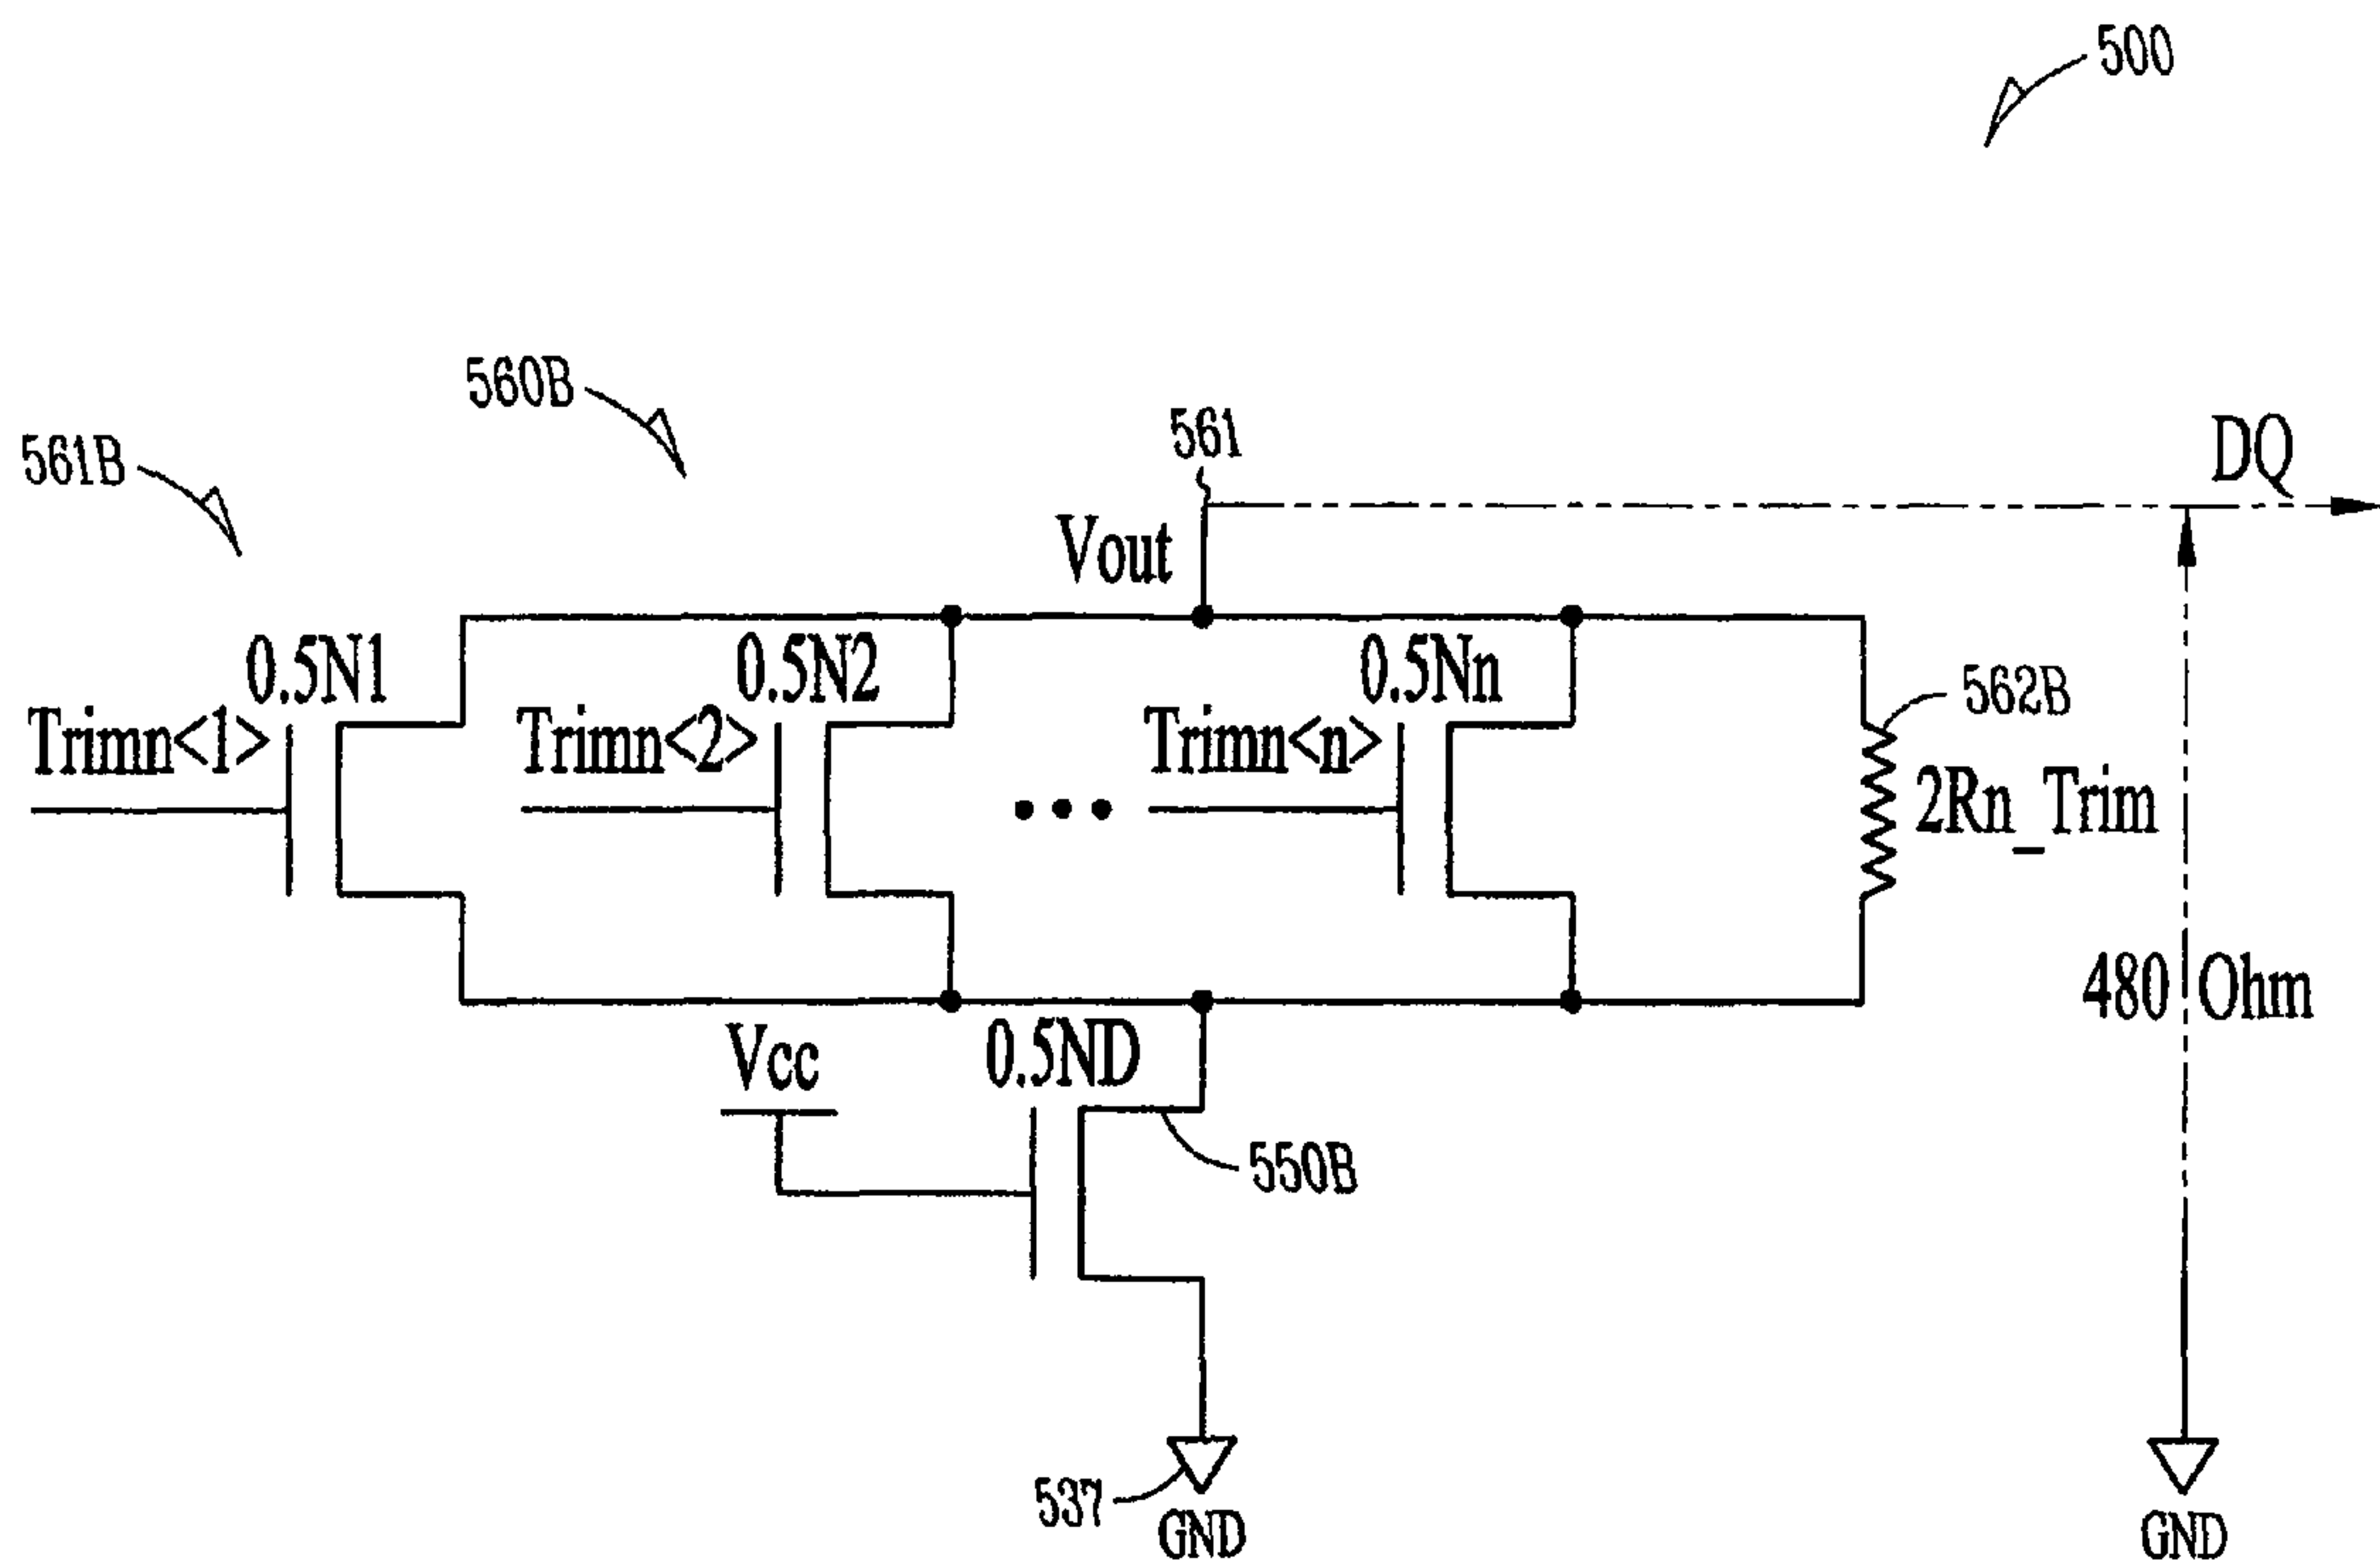 500
560B
561
DQ
561B
Vout
0.5N1
0.5N2
0.5Nn
562B
Trimn<1>
Trimn<2>
Trimn<n>
2Rn_Trim
480 Ohm
Vcc
0.5ND
550B
537
GND
GND